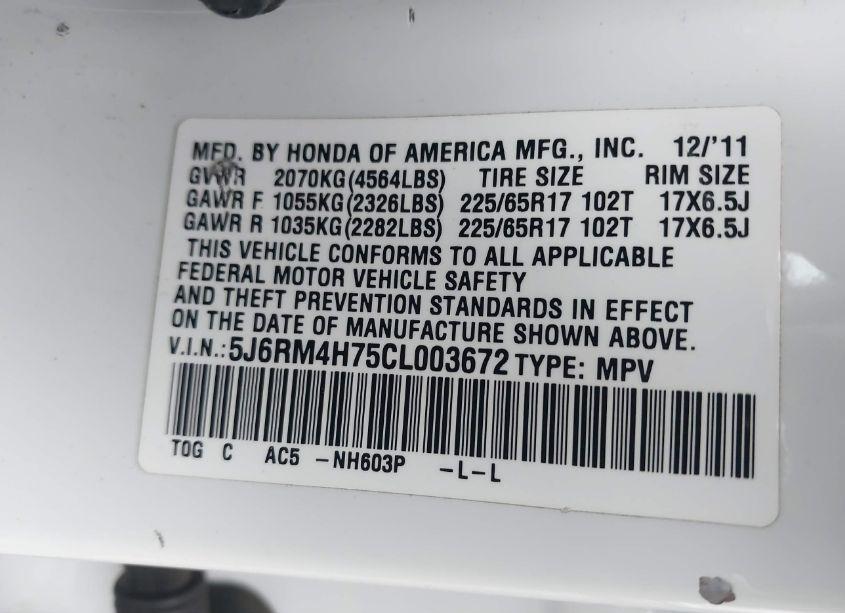 MFD. BY HONDA OF AMERICA MFG., INC. 12/'11
GVWR 2070KG(4564LBS) TIRE SIZE RIM SIZE
GAWR F 1055KG(2326LBS) 225/65R17 102T 17X6.5J
GAWR R 1035KG(2282LBS) 225/65R17 102T 17X6.5J
THIS VEHICLE CONFORMS TO ALL APPLICABLE
FEDERAL MOTOR VEHICLE SAFETY
AND THEFT PREVENTION STANDARDS IN EFFECT
ON THE DATE OF MANUFACTURE SHOWN ABOVE.
V.I.N.:5J6RM4H75CL003672 TYPE: MPV
TOG C AC5 -NH603P -L-L